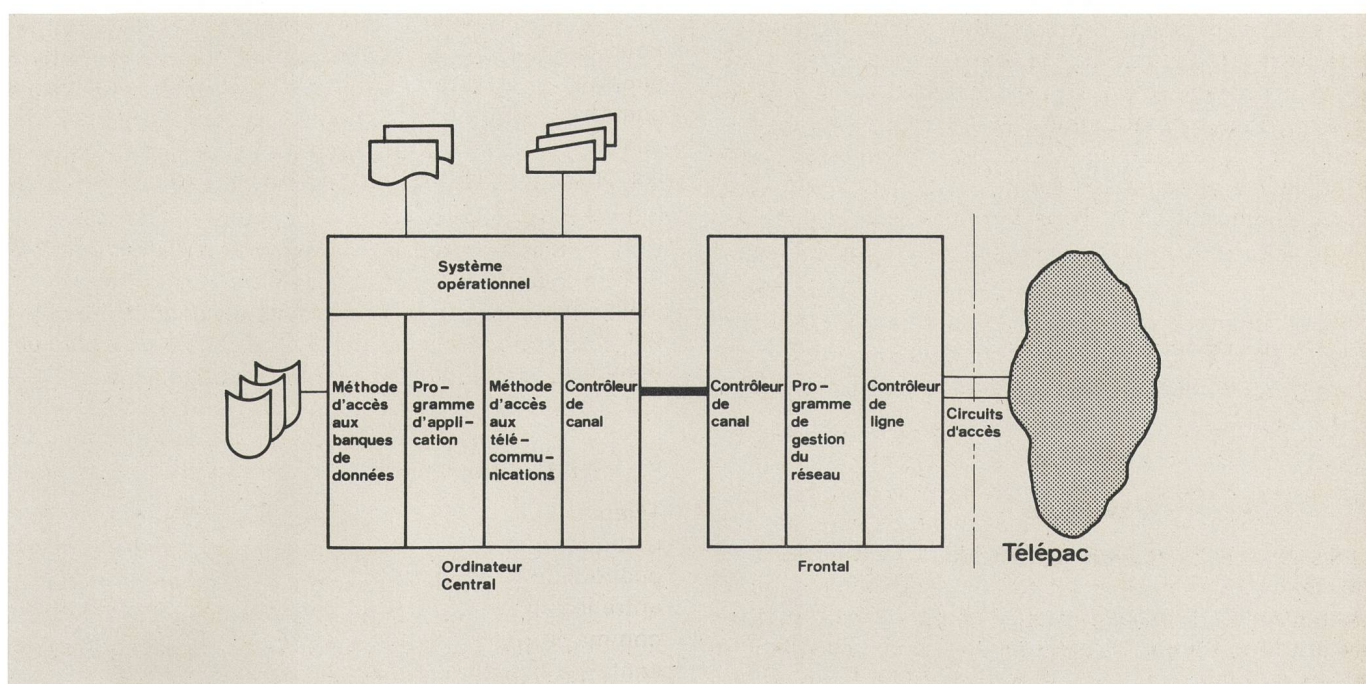 Système
opérationnel
Méthode
d'accès
aux
banques
de
données
Pro –
gramme
d'appli –
cation
Méthode
d'accès
aux
télé –
commu –
nications
Contrôleur
de
canal
Contrôleur
de
canal
Pro –
gramme
de
gestion
du
réseau
Contrôleur
de
ligne
Circuits
d'accès
Télépac
Ordinateur
Central
Frontal